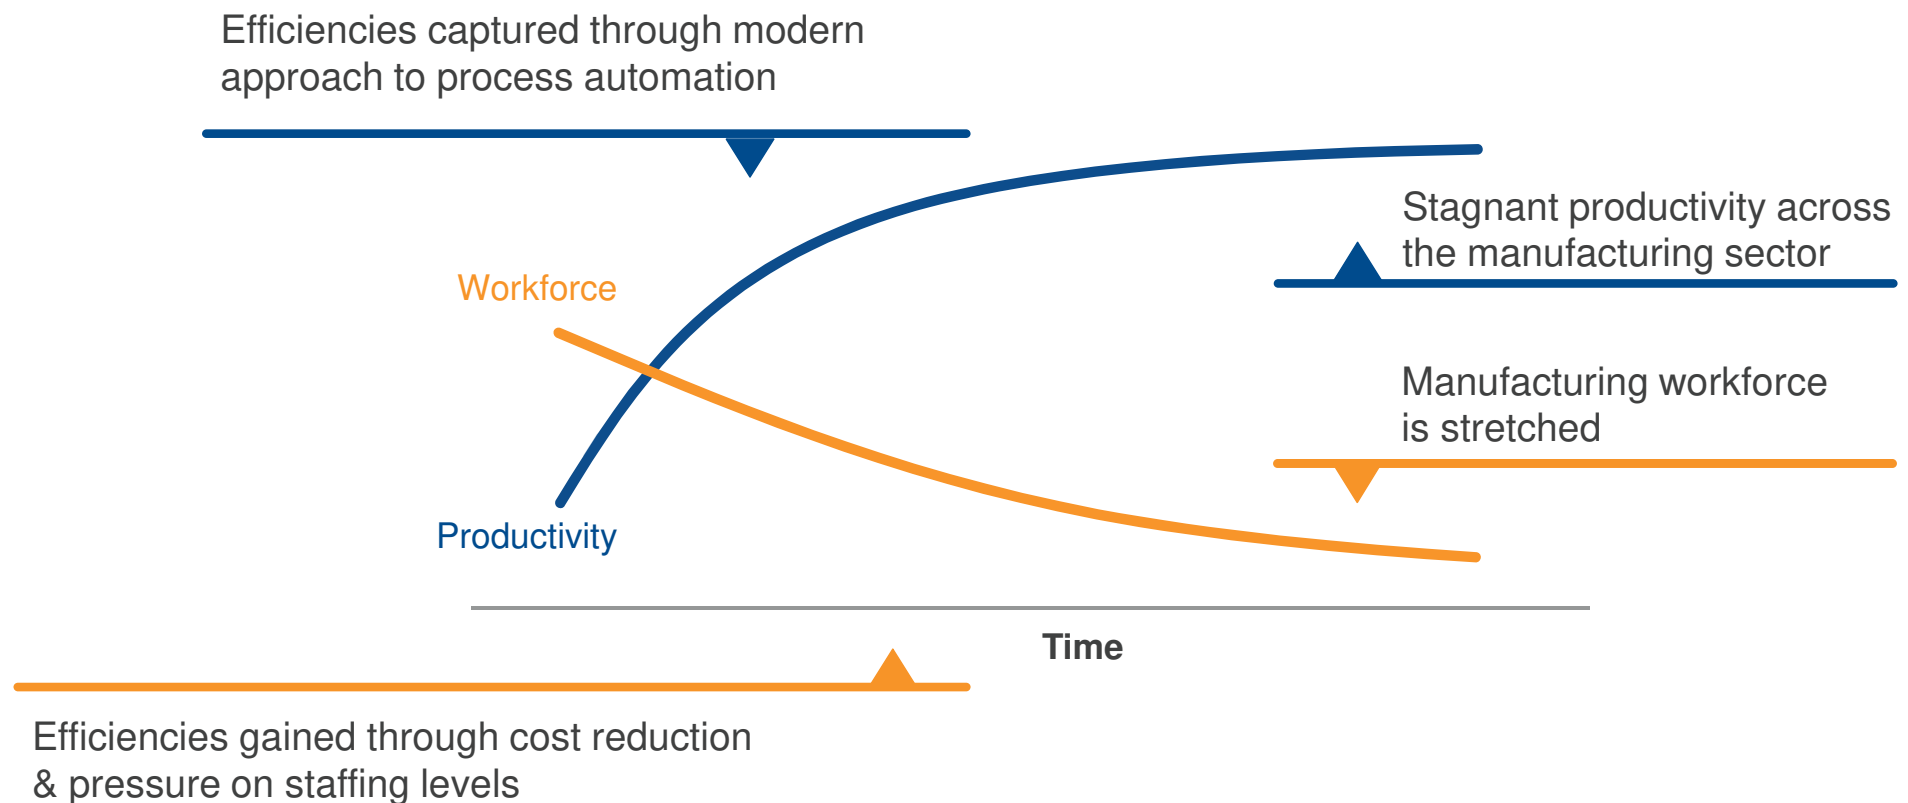 Efficiencies captured through modern
approach to process automation
Stagnant productivity across
the manufacturing sector
Workforce
Manufacturing workforce
is stretched
Productivity
Time
Efficiencies gained through cost reduction
& pressure on staffing levels